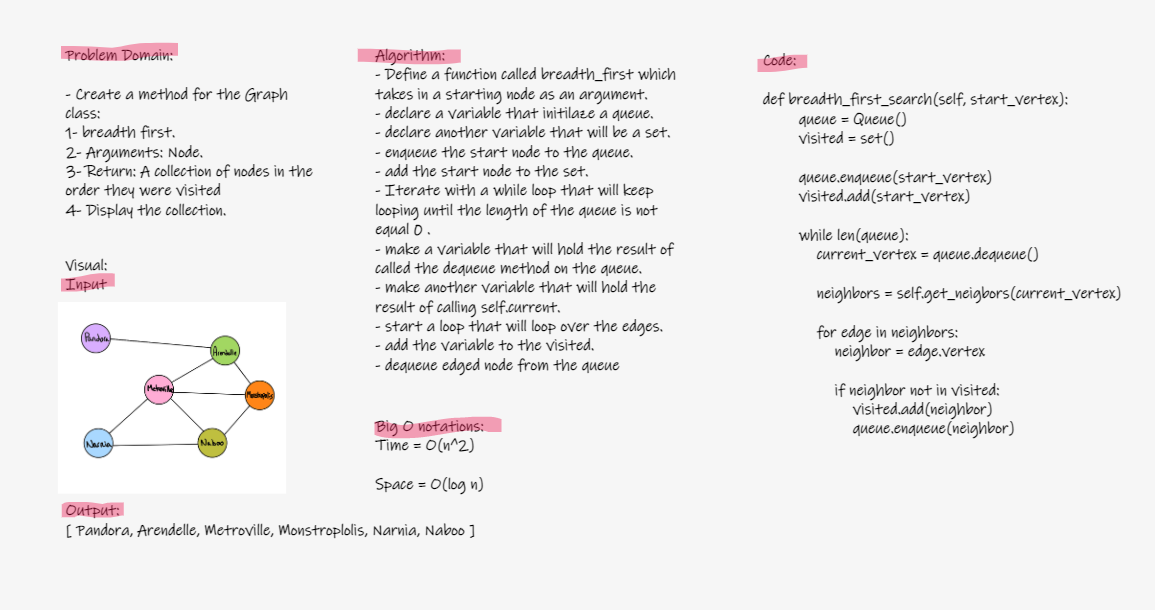 Problem Domain:
- Create a method for the Graph
class:
1- breadth first.
2- Arguments: Node.
3- Return: A collection of nodes in the
order they were visited
4- Display the collection.
Visual:
Input
Pandora
Arendelle
Metroville
Monstropolis
Narnia
Naboo
Output:
[ Pandora, Arendelle, Metroville, Monstroplolis, Narnia, Naboo ]
Algorithm:
- Define a function called breadth_first which
takes in a starting node as an argument.
- declare a variable that initilaze a queue.
- declare another variable that will be a set.
- enqueue the start node to the queue.
- add the start node to the set.
- Iterate with a while loop that will keep
looping until the length of the queue is not
equal 0 .
- make a variable that will hold the result of
called the dequeue method on the queue.
- make another variable that will hold the
result of calling self.current.
- start a loop that will loop over the edges.
- add the variable to the visited.
- dequeue edged node from the queue
Big O notations:
Time = O(n^2)
Space = O(log n)
Code:
def breadth_first_search(self, start_vertex):
queue = Queue()
visited = set()
queue.enqueue(start_vertex)
visited.add(start_vertex)
while len(queue):
current_vertex = queue.dequeue()
neighbors = self.get_neigbors(current_vertex)
for edge in neighbors:
neighbor = edge.vertex
if neighbor not in visited:
visited.add(neighbor)
queue.enqueue(neighbor)